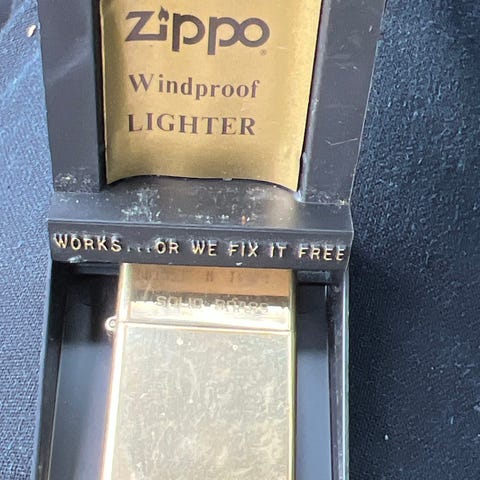 zippo®
Windproof
LIGHTER
WORKS...OR WE FIX IT FREE
SOLID BRASS